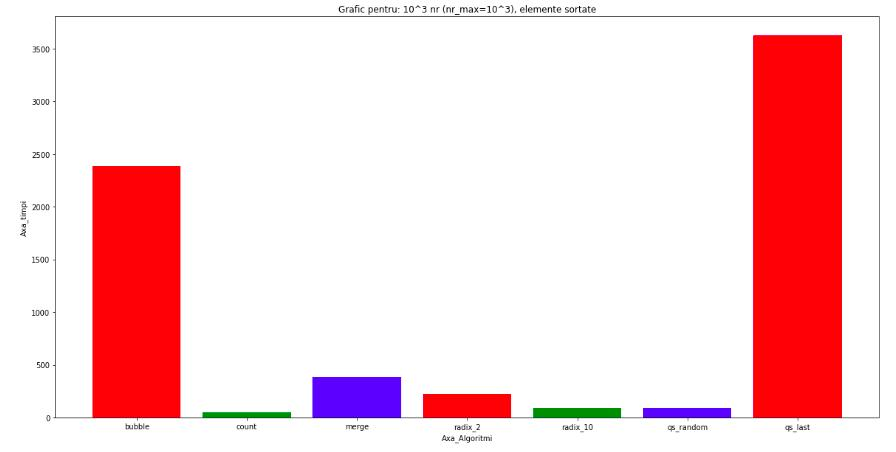 Grafic pentru: 10^3 nr (nr_max=10^3), elemente sortate
3500
3000
2500
2000
1500
1000
500
0
Axa_timpi
bubble count merge radix_2 radix_10 qs_random qs_last
Axa_Algoritmi